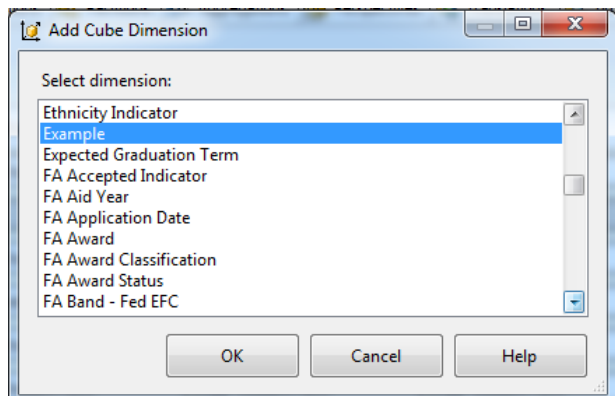 Add Cube Dimension
Select dimension:
Ethnicity Indicator
Example
Expected Graduation Term
FA Accepted Indicator
FA Aid Year
FA Application Date
FA Award
FA Award Classification
FA Award Status
FA Band - Fed EFC
OK Cancel Help